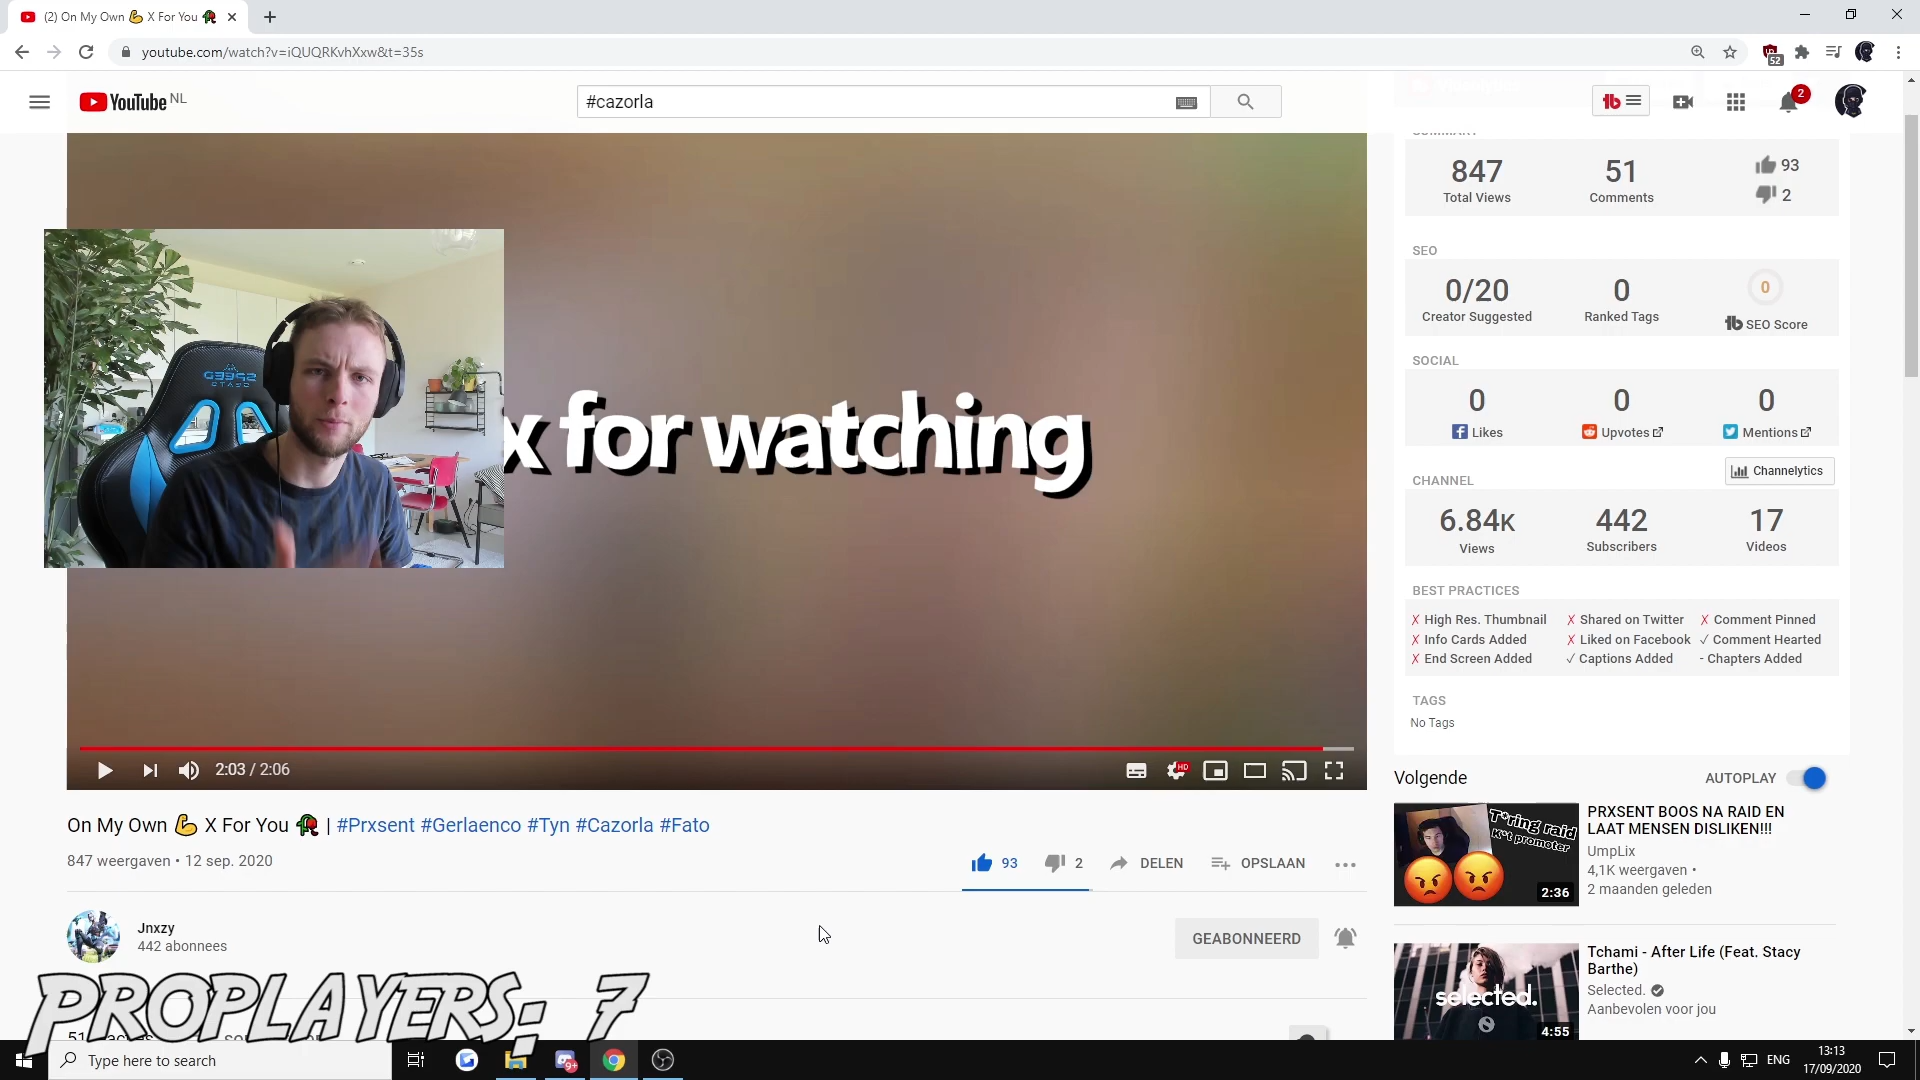 (2) On My Own 💪 X For You 🥀
youtube.com/watch?v=iQUQRKvhXxw&t=35s
52
YouTube NL
#cazorla
2
847
Total Views
51
Comments
93
2
SEO
0/20
Creator Suggested
0
Ranked Tags
0
SEO Score
SOCIAL
0
Likes
0
Upvotes
0
Mentions
Channelytics
CHANNEL
6.84K
Views
442
Subscribers
17
Videos
BEST PRACTICES
✗ High Res. Thumbnail ✗ Shared on Twitter ✗ Comment Pinned
✗ Info Cards Added ✗ Liked on Facebook ✓ Comment Hearted
✗ End Screen Added ✓ Captions Added - Chapters Added
TAGS
No Tags
x for watching
2:03 / 2:06
HD
On My Own 💪 X For You 🥀 | #Prxsent #Gerlaenco #Tyn #Cazorla #Fato
847 weergaven • 12 sep. 2020
93 2 DELEN OPSLAAN
Jnxzy
442 abonnees
GEABONNEERD
Volgende
AUTOPLAY
T*ring raid
K*t promoter
2:36
PRXSENT BOOS NA RAID EN
LAAT MENSEN DISLIKEN!!!
UmpLix
4,1K weergaven •
2 maanden geleden
selected.
4:55
Tchami - After Life (Feat. Stacy
Barthe)
Selected.
Aanbevolen voor jou
PROPLAYERS: 7
Type here to search
9+
ENG
13:13
17/09/2020